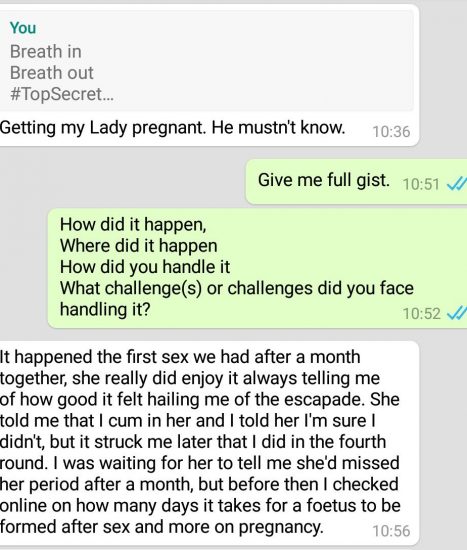 You
Breath in
Breath out
#TopSecret...
Getting my Lady pregnant. He mustn't know. 10:36
Give me full gist. 10:51
How did it happen,
Where did it happen
How did you handle it
What challenge(s) or challenges did you face
handling it? 10:52
It happened the first sex we had after a month
together, she really did enjoy it always telling me
of how good it felt hailing me of the escapade. She
told me that I cum in her and I told her I'm sure I
didn't, but it struck me later that I did in the fourth
round. I was waiting for her to tell me she'd missed
her period after a month, but before then I checked
online on how many days it takes for a foetus to be
formed after sex and more on pregnancy. 10:56